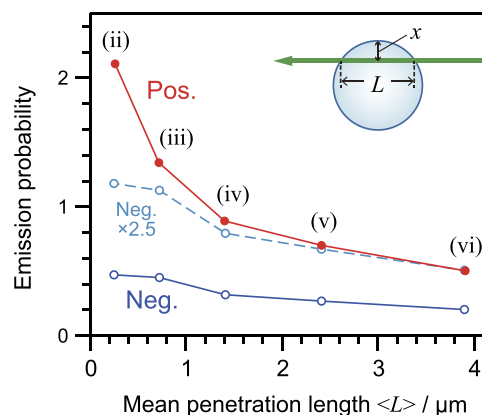 (ii)
x
2
Pos.
L
(iii)
Emission probability
Neg.
×2.5
(iv)
1
(v)
(vi)
Neg.
0
0
1
2
3
4
Mean penetration length <L> / μm